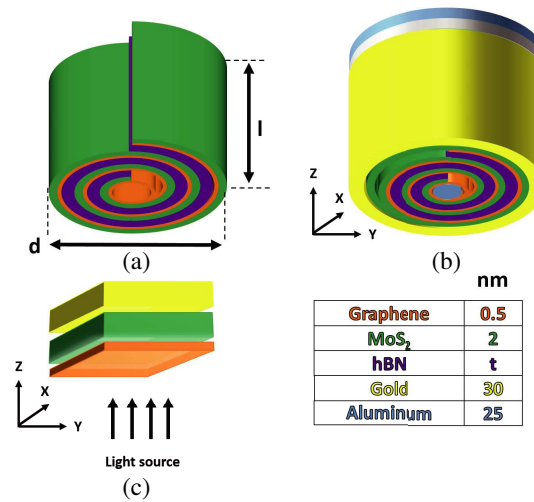 l
d
(a)
Z
X
Y
(b)
nm
Graphene 0.5
MoS₂ 2
hBN t
Gold 30
Aluminum 25
Z
X
Y
Light source
(c)